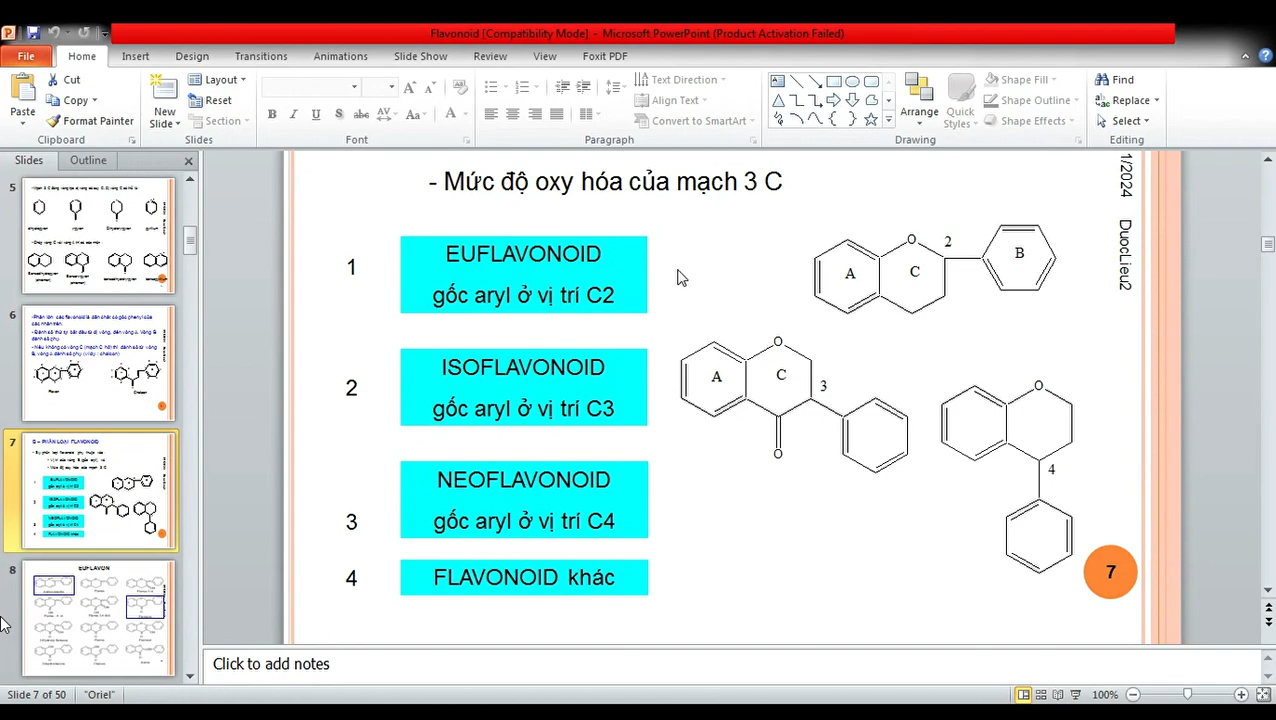 Flavonoid [Compatibility Mode] - Microsoft PowerPoint (Product Activation Failed)
File Home Insert Design Transitions Animations Slide Show Review View Foxit PDF
Cut
Copy
Format Painter
Paste
Clipboard
New Slide
Layout
Reset
Section
Slides
Font
Text Direction
Align Text
Convert to SmartArt
Paragraph
Arrange
Quick Styles
Shape Fill
Shape Outline
Shape Effects
Drawing
Find
Replace
Select
Editing
Slides Outline
5
6
7
8
EUFLAVON
- Mức độ oxy hóa của mạch 3 C
1
EUFLAVONOID
gốc aryl ở vị trí C2
2
ISOFLAVONOID
gốc aryl ở vị trí C3
3
NEOFLAVONOID
gốc aryl ở vị trí C4
4
FLAVONOID khác
A
C
O
2
B
A
C
O
3
O
O
4
1/2024
DuocLieu2
7
Click to add notes
Slide 7 of 50
"Oriel"
100%